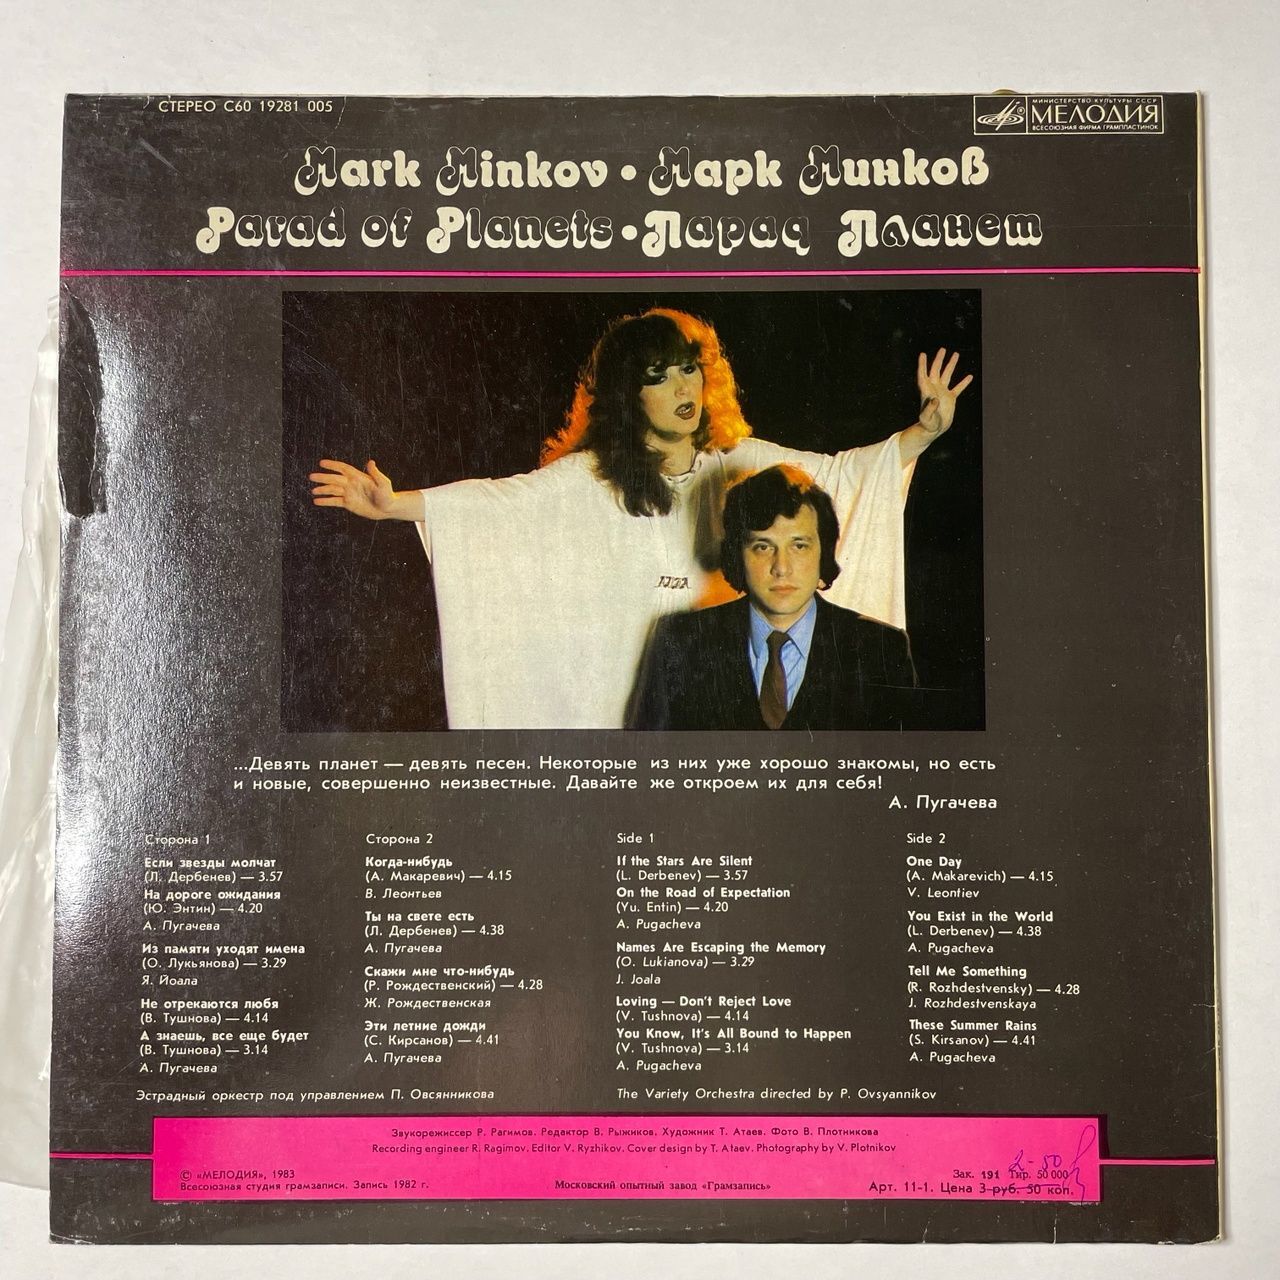 СТЕРЕО С60 19281 005
МИНИСТЕРСТВО КУЛЬТУРЫ СССР
МЕЛОДИЯ
ВСЕСОЮЗНАЯ ФИРМА ГРАМПЛАСТИНОК
Mark Minkov • Марк Минков
Parad of Planets • Парад Планет
...Девять планет — девять песен. Некоторые из них уже хорошо знакомы, но есть
и новые, совершенно неизвестные. Давайте же откроем их для себя!
А. Пугачева
Сторона 1
Если звезды молчат
(Л. Дербенев) — 3.57
На дороге ожидания
(Ю. Энтин) — 4.20
А. Пугачева
Из памяти уходят имена
(О. Лукьянова) — 3.29
Я. Йоала
Не отрекаются любя
(В. Тушнова) — 4.14
А знаешь, все еще будет
(В. Тушнова) — 3.14
А. Пугачева
Сторона 2
Когда-нибудь
(А. Макаревич) — 4.15
В. Леонтьев
Ты на свете есть
(Л. Дербенев) — 4.38
А. Пугачева
Скажи мне что-нибудь
(Р. Рождественский) — 4.28
Ж. Рождественская
Эти летние дожди
(С. Кирсанов) — 4.41
А. Пугачева
Side 1
If the Stars Are Silent
(L. Derbenev) — 3.57
On the Road of Expectation
(Yu. Entin) — 4.20
A. Pugacheva
Names Are Escaping the Memory
(O. Lukianova) — 3.29
J. Joala
Loving — Don't Reject Love
(V. Tushnova) — 4.14
You Know, It's All Bound to Happen
(V. Tushnova) — 3.14
A. Pugacheva
Side 2
One Day
(A. Makarevich) — 4.15
V. Leontiev
You Exist in the World
(L. Derbenev) — 4.38
A. Pugacheva
Tell Me Something
(R. Rozhdestvensky) — 4.28
J. Rozhdestvenskaya
These Summer Rains
(S. Kirsanov) — 4.41
A. Pugacheva
Эстрадный оркестр под управлением П. Овсянникова
The Variety Orchestra directed by P. Ovsyannikov
Звукорежиссер Р. Рагимов. Редактор В. Рыжиков. Художник Т. Атаев. Фото В. Плотникова
Recording engineer R. Ragimov. Editor V. Ryzhikov. Cover design by T. Ataev. Photography by V. Plotnikov
© «МЕЛОДИЯ», 1983
Всесоюзная студия грамзаписи. Запись 1982 г.
Московский опытный завод «Грамзапись»
2-50
Зак. 191 Тир. 50 000
Арт. 11-1. Цена 3 руб. 50 коп.